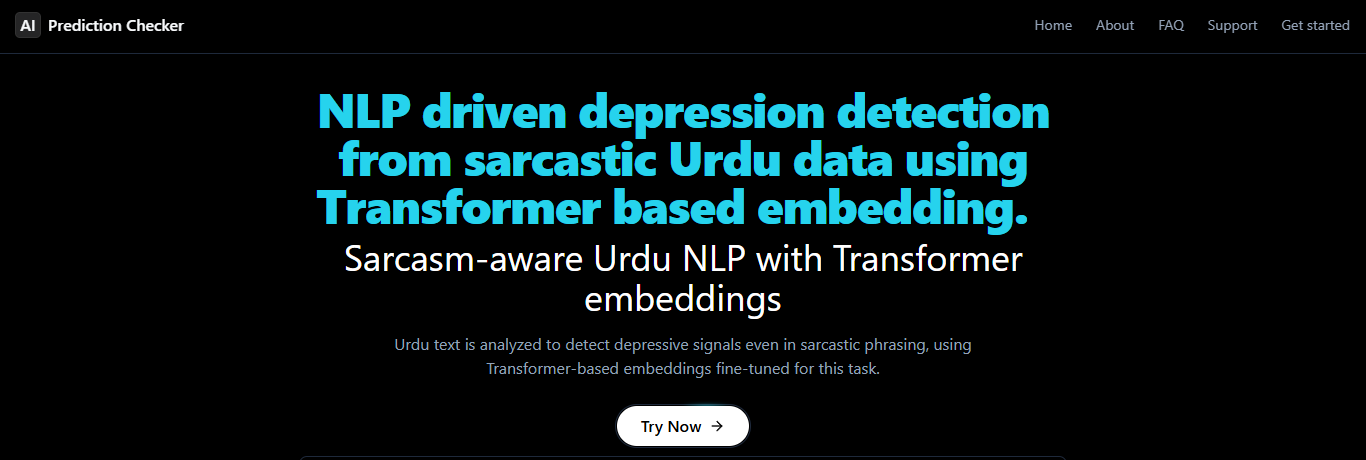 AI Prediction Checker Home About FAQ Support Get started
NLP driven depression detection
from sarcastic Urdu data using
Transformer based embedding.
Sarcasm-aware Urdu NLP with Transformer
embeddings
Urdu text is analyzed to detect depressive signals even in sarcastic phrasing, using
Transformer-based embeddings fine-tuned for this task.
Try Now →